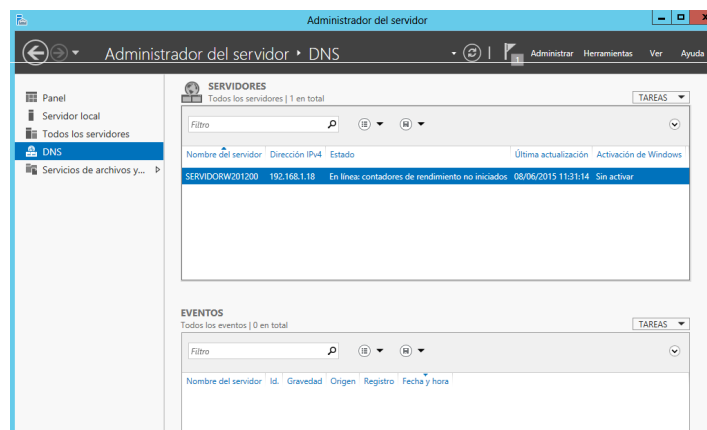 Administrador del servidor
Administrador del servidor • DNS
1
Administrar Herramientas Ver Ayuda
Panel
Servidor local
Todos los servidores
DNS
Servicios de archivos y...
SERVIDORES
Todos los servidores | 1 en total
TAREAS
Filtro
Nombre del servidor Dirección IPv4 Estado Última actualización Activación de Windows
SERVIDORW201200 192.168.1.18 En línea: contadores de rendimiento no iniciados 08/06/2015 11:31:14 Sin activar
EVENTOS
Todos los eventos | 0 en total
TAREAS
Filtro
Nombre del servidor Id. Gravedad Origen Registro Fecha y hora